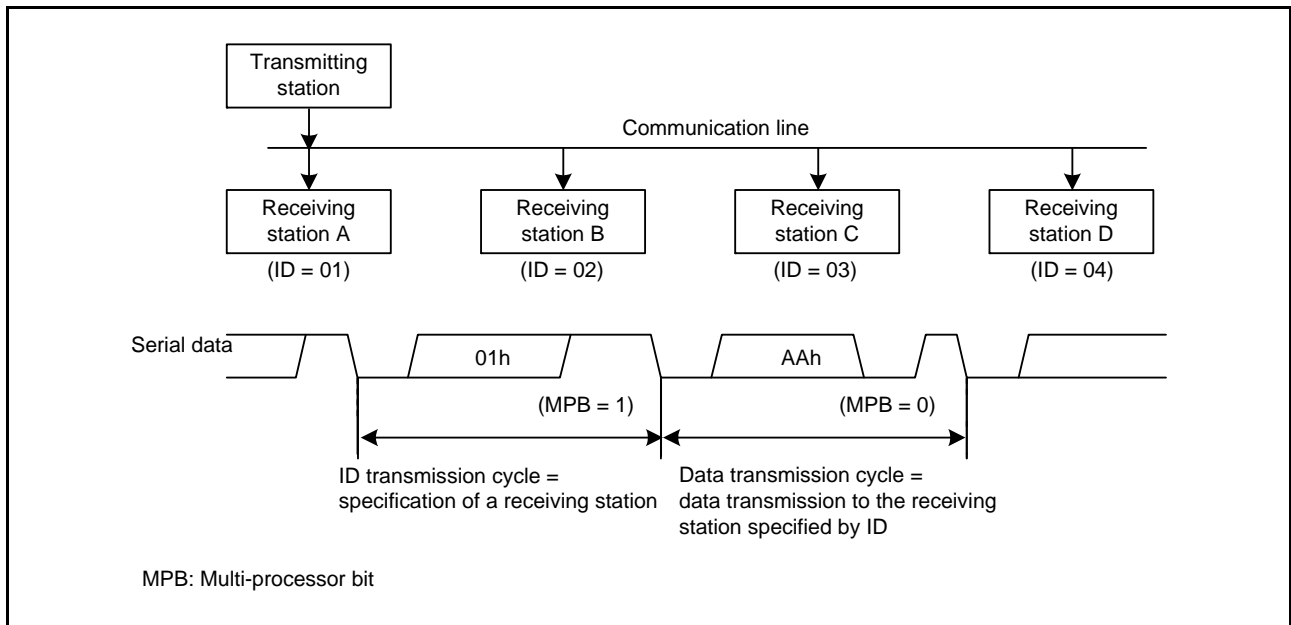 Transmitting
station
Communication line
Receiving
station A
(ID = 01)
Receiving
station B
(ID = 02)
Receiving
station C
(ID = 03)
Receiving
station D
(ID = 04)
Serial data
01h
AAh
(MPB = 1)
(MPB = 0)
ID transmission cycle =
specification of a receiving station
Data transmission cycle =
data transmission to the receiving
station specified by ID
MPB: Multi-processor bit